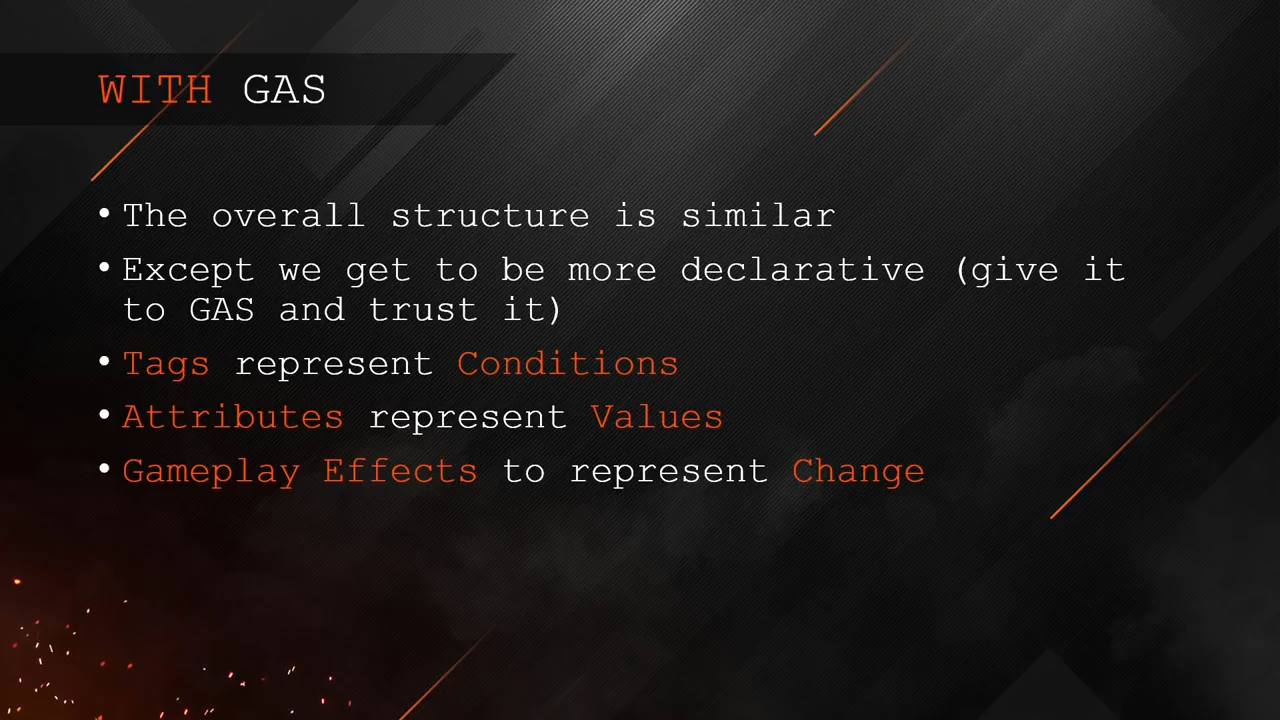 WITH GAS
• The overall structure is similar
• Except we get to be more declarative (give it
to GAS and trust it)
• Tags represent Conditions
• Attributes represent Values
• Gameplay Effects to represent Change